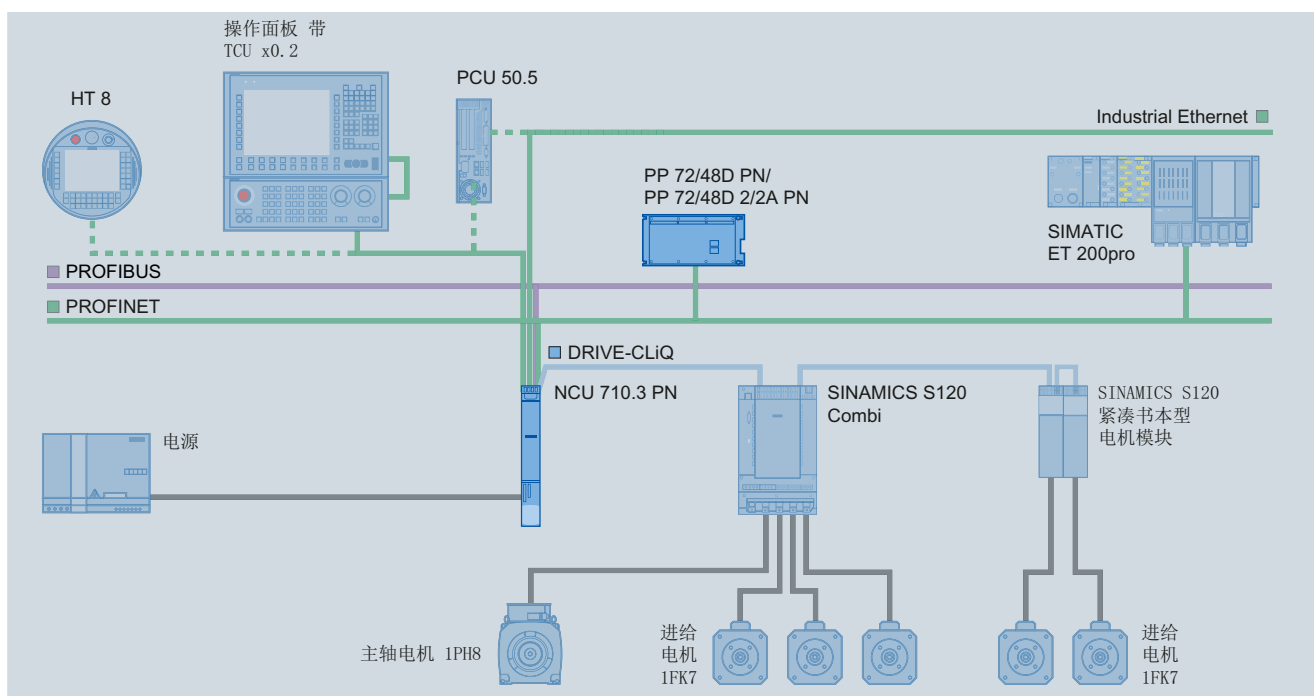 操作面板 带
TCU x0.2
PCU 50.5
HT 8
Industrial Ethernet
PP 72/48D PN/
PP 72/48D 2/2A PN
SIMATIC
ET 200pro
PROFIBUS
PROFINET
DRIVE-CLiQ
NCU 710.3 PN
SINAMICS S120
Combi
SINAMICS S120
紧凑书本型
电机模块
电源
主轴电机 1PH8
进给
电机
1FK7
进给
电机
1FK7